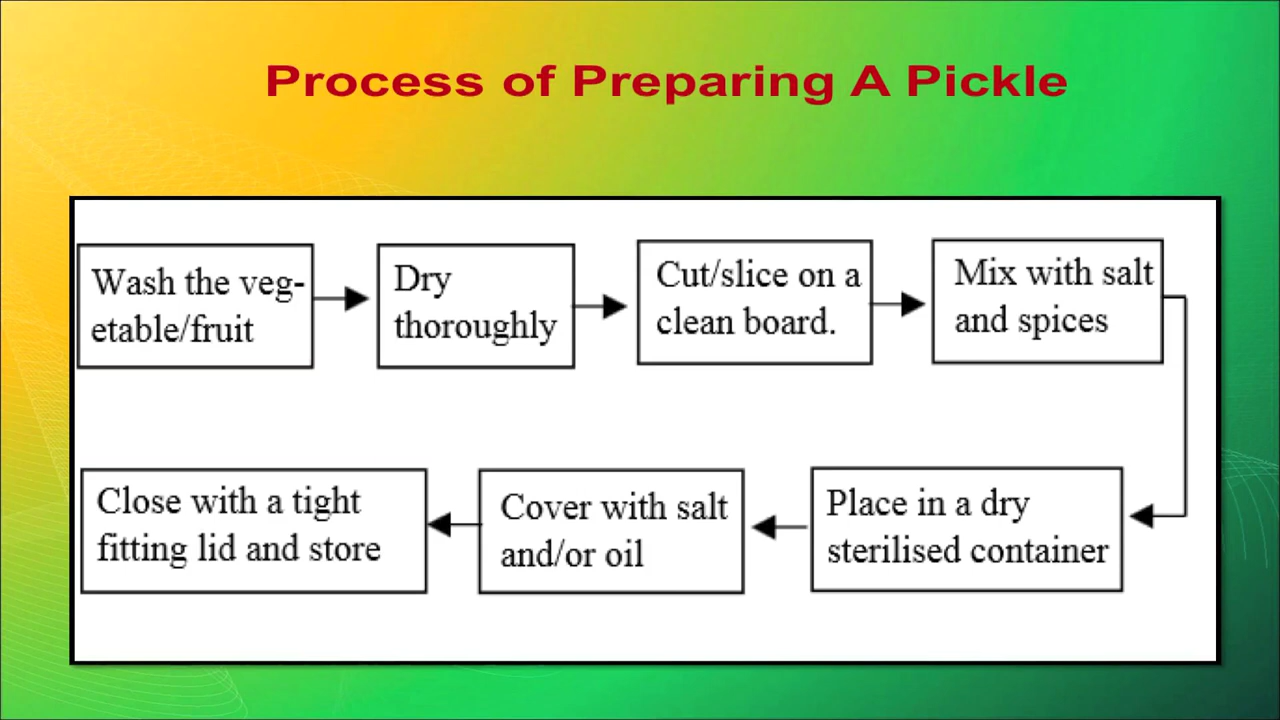 Process of Preparing A Pickle
Wash the veg-
etable/fruit
Dry
thoroughly
Cut/slice on a
clean board.
Mix with salt
and spices
Place in a dry
sterilised container
Cover with salt
and/or oil
Close with a tight
fitting lid and store